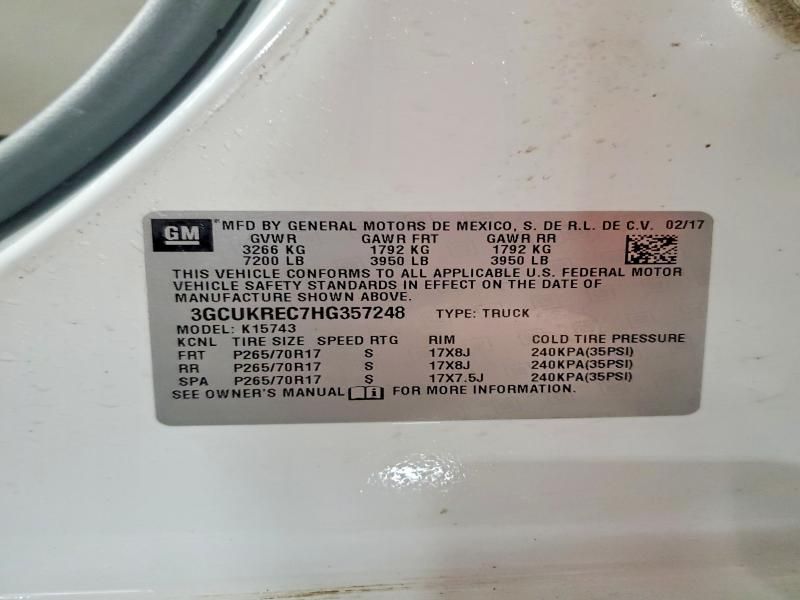 GM MFD BY GENERAL MOTORS DE MEXICO, S. DE R.L. DE C.V. 02/17
GVWR GAWR FRT GAWR RR
3266 KG 1792 KG 1792 KG
7200 LB 3950 LB 3950 LB
THIS VEHICLE CONFORMS TO ALL APPLICABLE U.S. FEDERAL MOTOR
VEHICLE SAFETY STANDARDS IN EFFECT ON THE DATE OF
MANUFACTURE SHOWN ABOVE.
3GCUKREC7HG357248 TYPE: TRUCK
MODEL: K15743
KCNL TIRE SIZE SPEED RTG RIM COLD TIRE PRESSURE
FRT P265/70R17 S 17X8J 240KPA(35PSI)
RR P265/70R17 S 17X8J 240KPA(35PSI)
SPA P265/70R17 S 17X7.5J 240KPA(35PSI)
SEE OWNER'S MANUAL i FOR MORE INFORMATION.